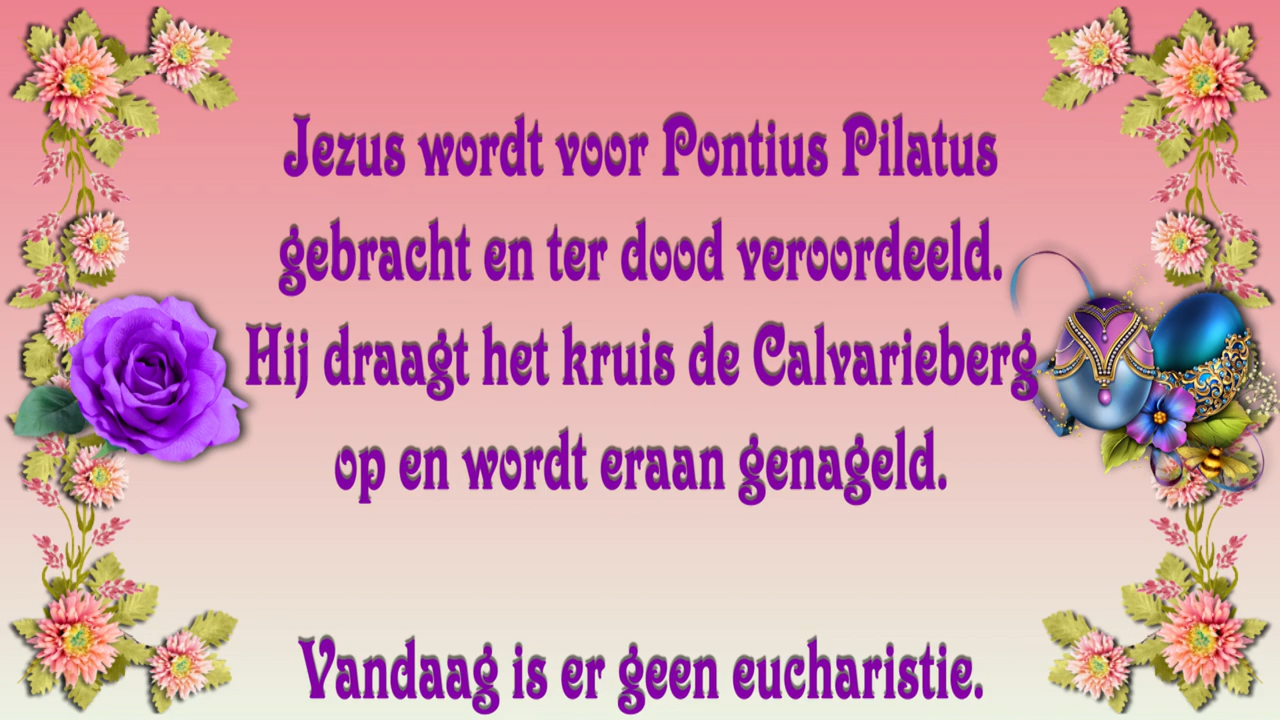 Jezus wordt voor Pontius Pilatus
gebracht en ter dood veroordeeld.
Hij draagt het kruis de Calvarieberg
op en wordt eraan genageld.
Vandaag is er geen eucharistie.